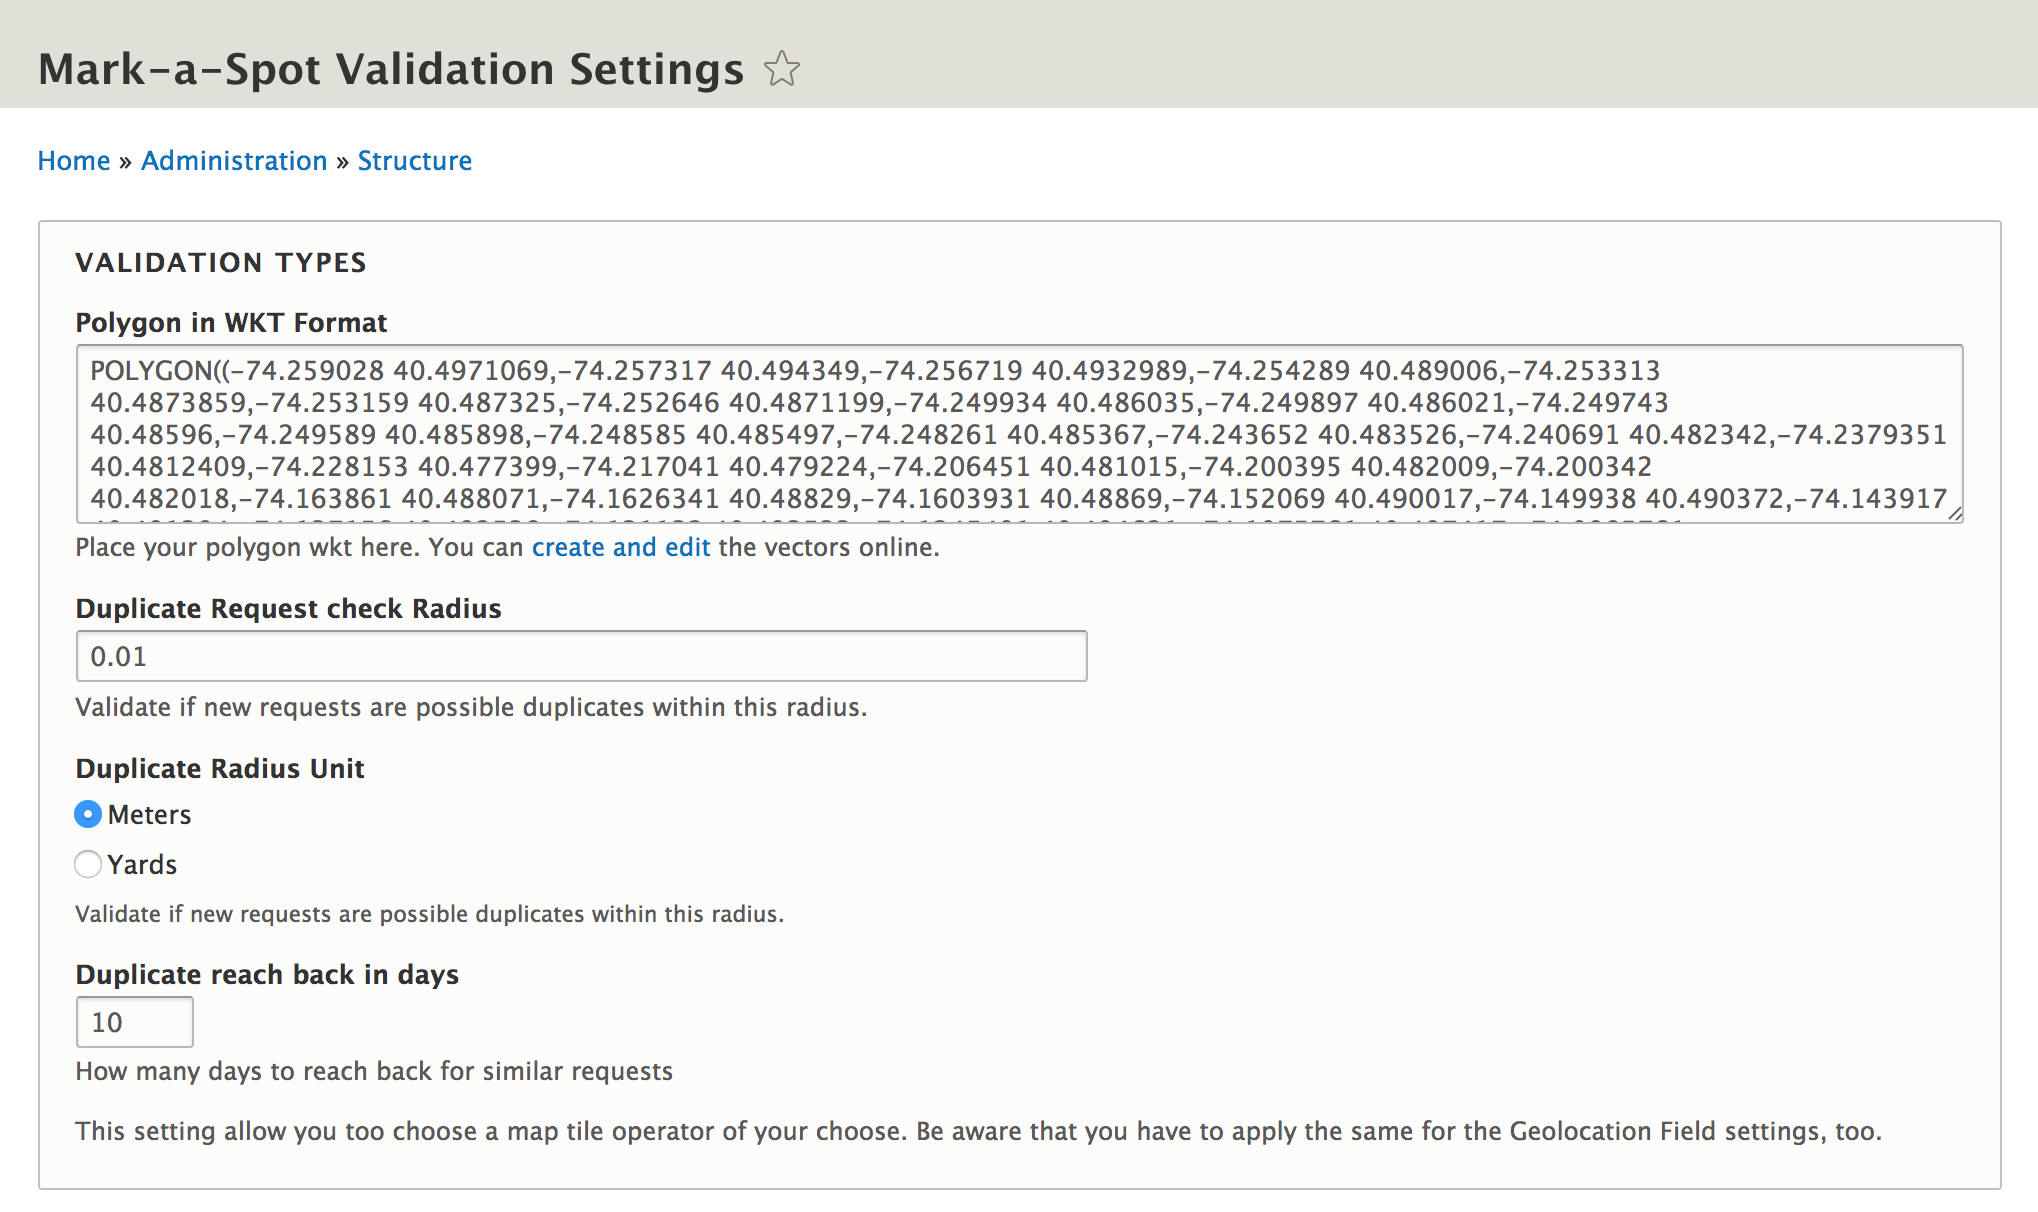 Mark-a-Spot Validation Settings
Home » Administration » Structure
VALIDATION TYPES
Polygon in WKT Format
POLYGON((-74.259028 40.4971069,-74.257317 40.494349,-74.256719 40.4932989,-74.254289 40.489006,-74.253313
40.4873859,-74.253159 40.487325,-74.252646 40.4871199,-74.249934 40.486035,-74.249897 40.486021,-74.249743
40.48596,-74.249589 40.485898,-74.248585 40.485497,-74.248261 40.485367,-74.243652 40.483526,-74.240691 40.482342,-74.2379351
40.4812409,-74.228153 40.477399,-74.217041 40.479224,-74.206451 40.481015,-74.200395 40.482009,-74.200342
40.482018,-74.163861 40.488071,-74.1626341 40.48829,-74.1603931 40.48869,-74.152069 40.490017,-74.149938 40.490372,-74.143917
Place your polygon wkt here. You can create and edit the vectors online.
Duplicate Request check Radius
0.01
Validate if new requests are possible duplicates within this radius.
Duplicate Radius Unit
Meters
Yards
Validate if new requests are possible duplicates within this radius.
Duplicate reach back in days
10
How many days to reach back for similar requests
This setting allow you too choose a map tile operator of your choose. Be aware that you have to apply the same for the Geolocation Field settings, too.